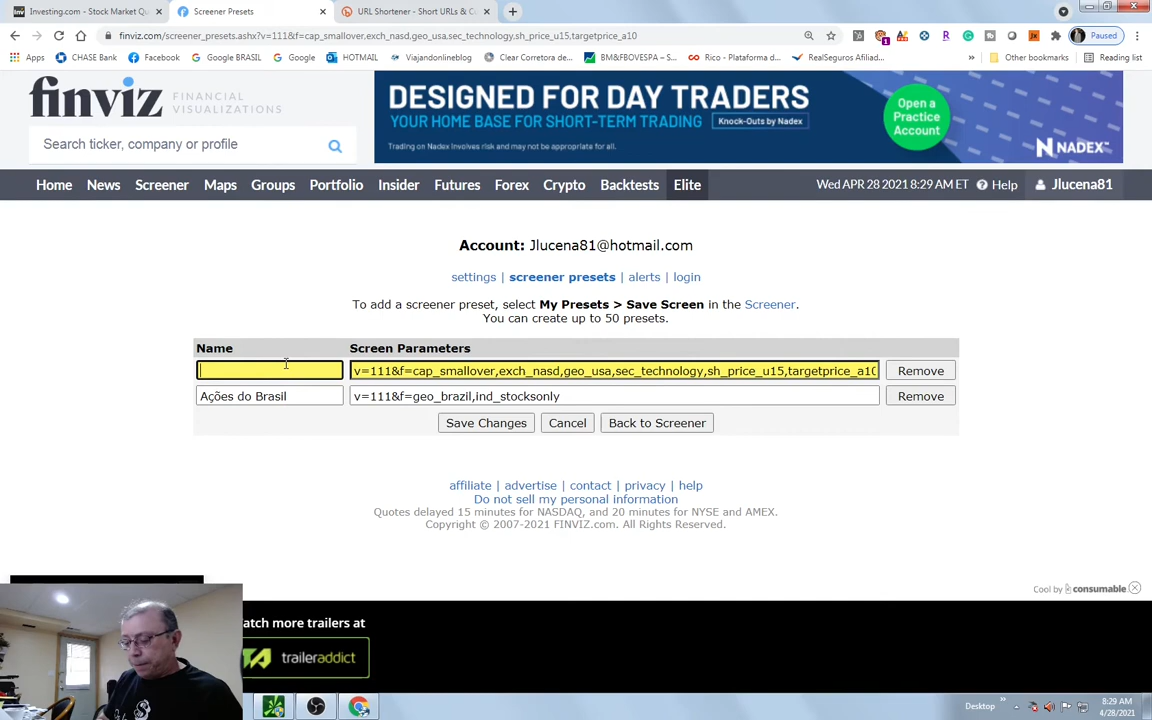 Investing.com - Stock Market Qu
Screener Presets
URL Shortener - Short URLs & C
finviz.com/screener_presets.ashx?v=111&f=cap_smallover,exch_nasd,geo_usa,sec_technology,sh_price_u15,targetprice_a10
Paused
Apps
CHASE Bank
Facebook
Google BRASIL
Google
HOTMAIL
Viajandonlineblog
Clear Corretora de...
BM&FBOVESPA – ...
Rico - Plataforma d...
RealSeguros Afiliad...
Other bookmarks
Reading list
finviz
FINANCIAL
VISUALIZATIONS
Search ticker, company or profile
DESIGNED FOR DAY TRADERS
YOUR HOME BASE FOR SHORT-TERM TRADING
Knock-Outs by Nadex
Trading on Nadex involves risk and may not be appropriate for all.
Open a
Practice
Account
NADEX
Home News Screener Maps Groups Portfolio Insider Futures Forex Crypto Backtests Elite
Wed APR 28 2021 8:29 AM ET
Help
Jlucena81
Account: Jlucena81@hotmail.com
settings | screener presets | alerts | login
To add a screener preset, select My Presets > Save Screen in the Screener.
You can create up to 50 presets.
Name Screen Parameters
v=111&f=cap_smallover,exch_nasd,geo_usa,sec_technology,sh_price_u15,targetprice_a10 Remove
Ações do Brasil v=111&f=geo_brazil,ind_stocksonly Remove
Save Changes Cancel Back to Screener
affiliate | advertise | contact | privacy | help
Do not sell my personal information
Quotes delayed 15 minutes for NASDAQ, and 20 minutes for NYSE and AMEX.
Copyright © 2007-2021 FINVIZ.com. All Rights Reserved.
Cool by consumable
atch more trailers at
traileraddict
Desktop
8:29 AM
4/28/2021